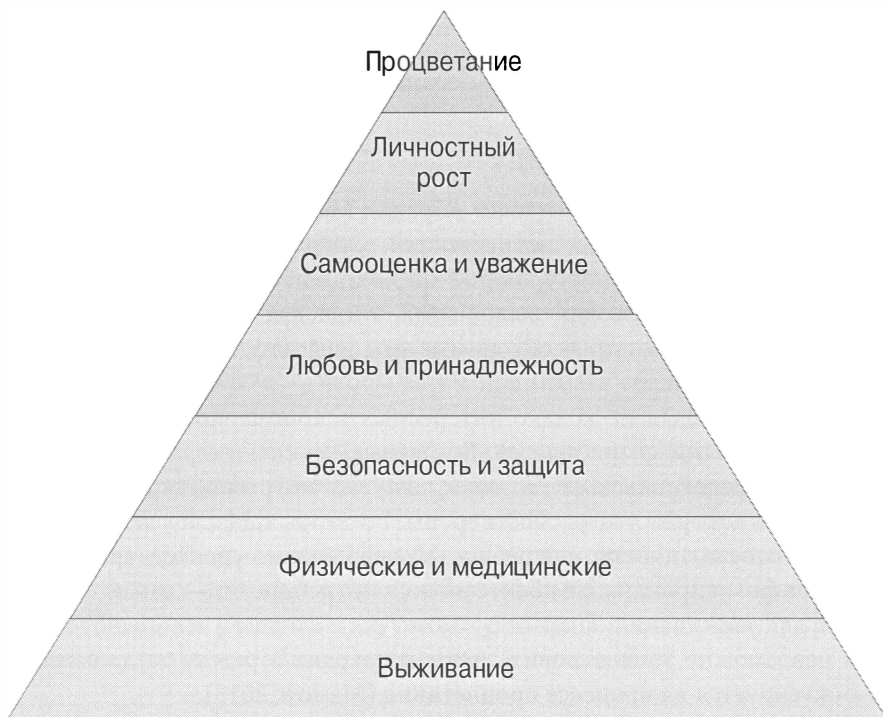 Процветание
Личностный
рост
Самооценка и уважение
Любовь и принадлежность
Безопасность и защита
Физические и медицинские
Выживание